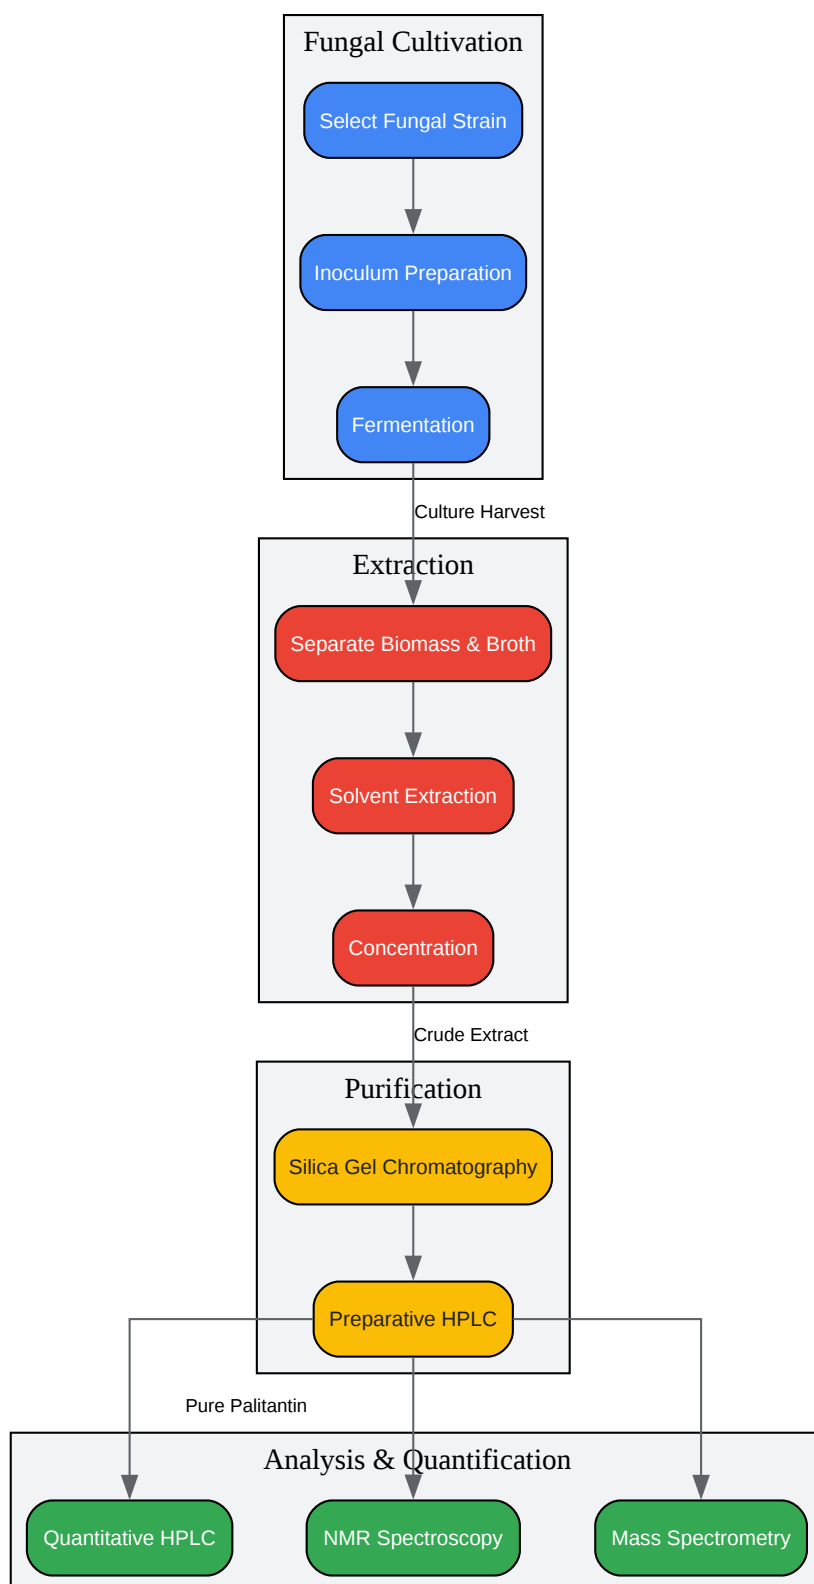 Fungal Cultivation
Select Fungal Strain
Inoculum Preparation
Fermentation
Culture Harvest
Extraction
Separate Biomass & Broth
Solvent Extraction
Concentration
Crude Extract
Purification
Silica Gel Chromatography
Preparative HPLC
Pure Palitantin
Analysis & Quantification
Quantitative HPLC
NMR Spectroscopy
Mass Spectrometry